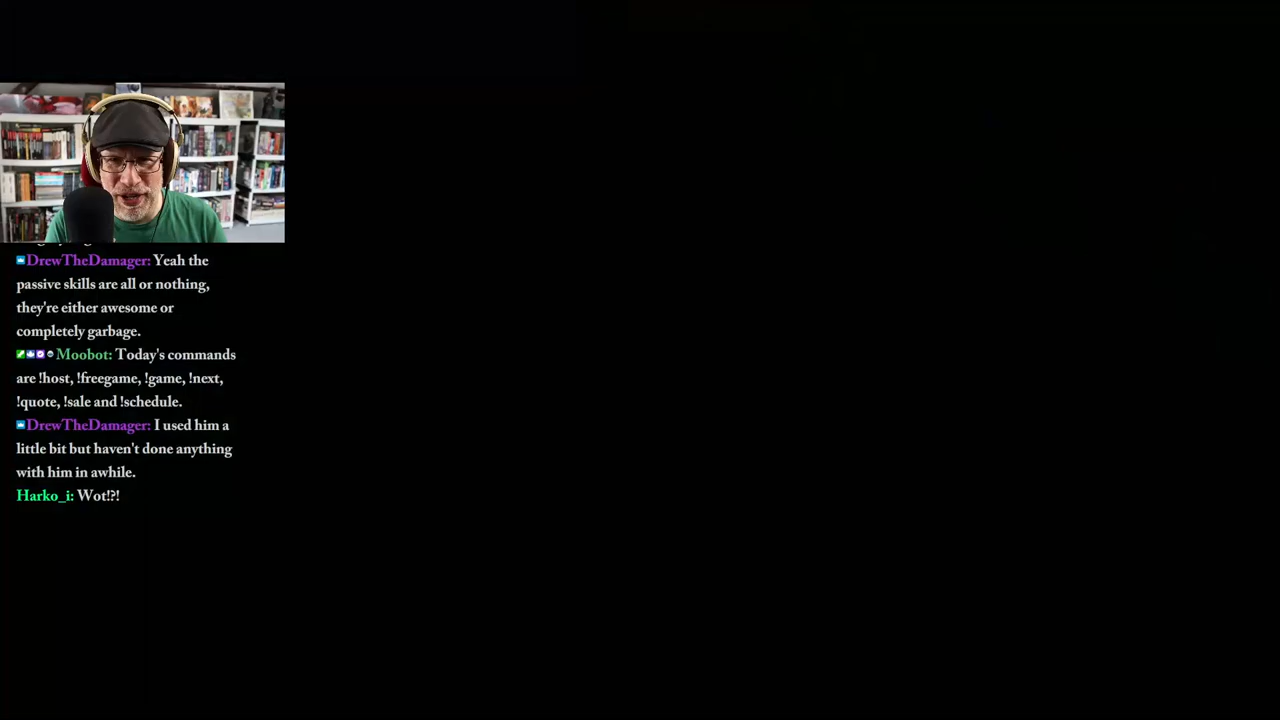 DrewTheDamager: Yeah the
passive skills are all or nothing,
they're either awesome or
completely garbage.
Moobot: Today's commands
are !host, !freegame, !game, !next,
!quote, !sale and !schedule.
DrewTheDamager: I used him a
little bit but haven't done anything
with him in awhile.
Harko_i: Wot!?!